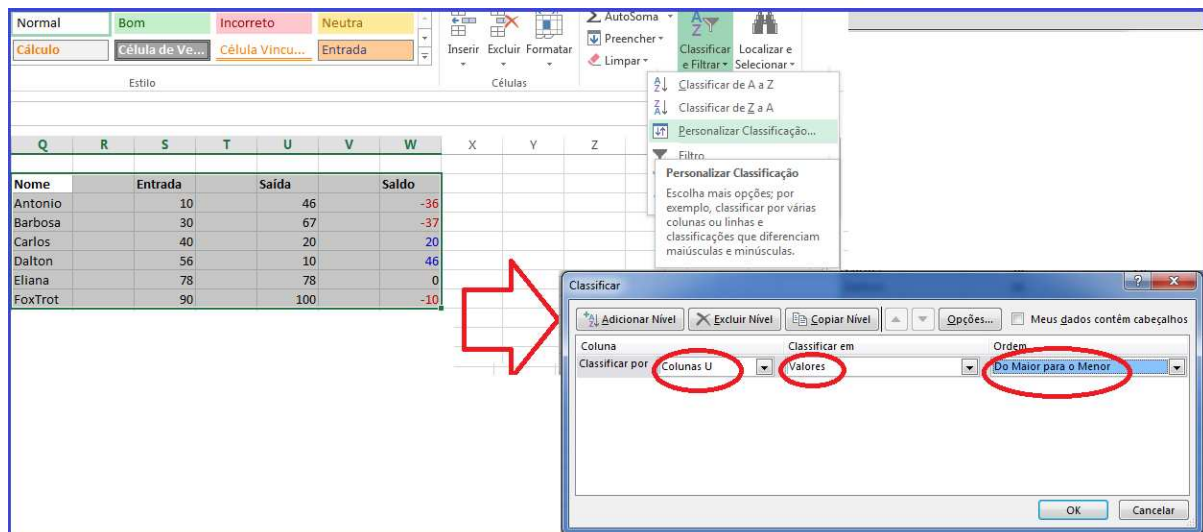 Normal Bom Incorreto Neutra
Cálculo Célula de Ve... Célula Vincu... Entrada
Estilo
Inserir Excluir Formatar
Células
AutoSoma
Preencher
Limpar
Classificar e Filtrar
Localizar e Selecionar
Classificar de A a Z
Classificar de Z a A
Personalizar Classificação...
Filtro
Personalizar Classificação
Escolha mais opções; por
exemplo, classificar por várias
colunas ou linhas e
classificações que diferenciam
maiúsculas e minúsculas.
Q R S T U V W X Y Z
Nome Entrada Saída Saldo
Antonio 10 46 -36
Barbosa 30 67 -37
Carlos 40 20 20
Dalton 56 10 46
Eliana 78 78 0
FoxTrot 90 100 -10
Classificar
Adicionar Nível Excluir Nível Copiar Nível Opções... Meus dados contêm cabeçalhos
Coluna Classificar em Ordem
Classificar por Colunas U Valores Do Maior para o Menor
OK Cancelar